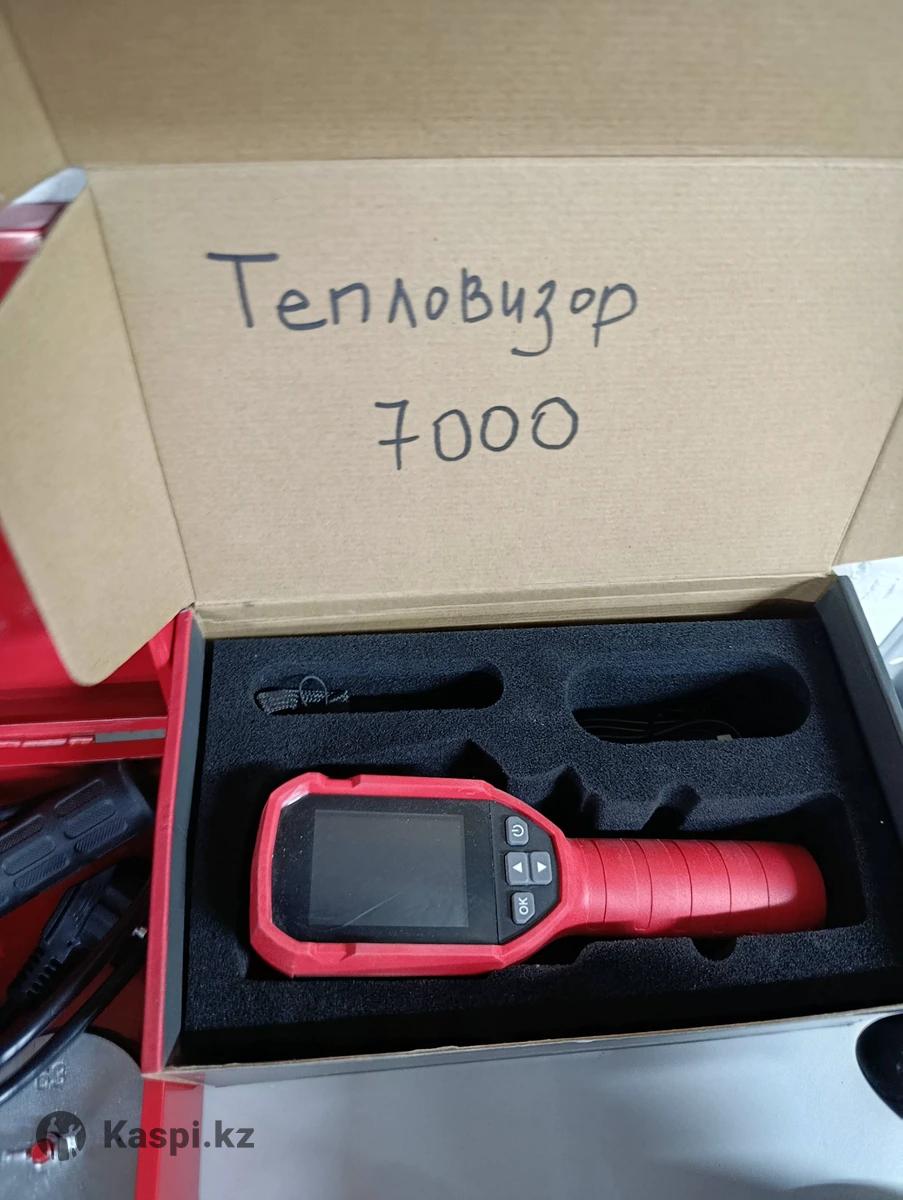 Тепловизор
7000
OK
Kaspi.kz